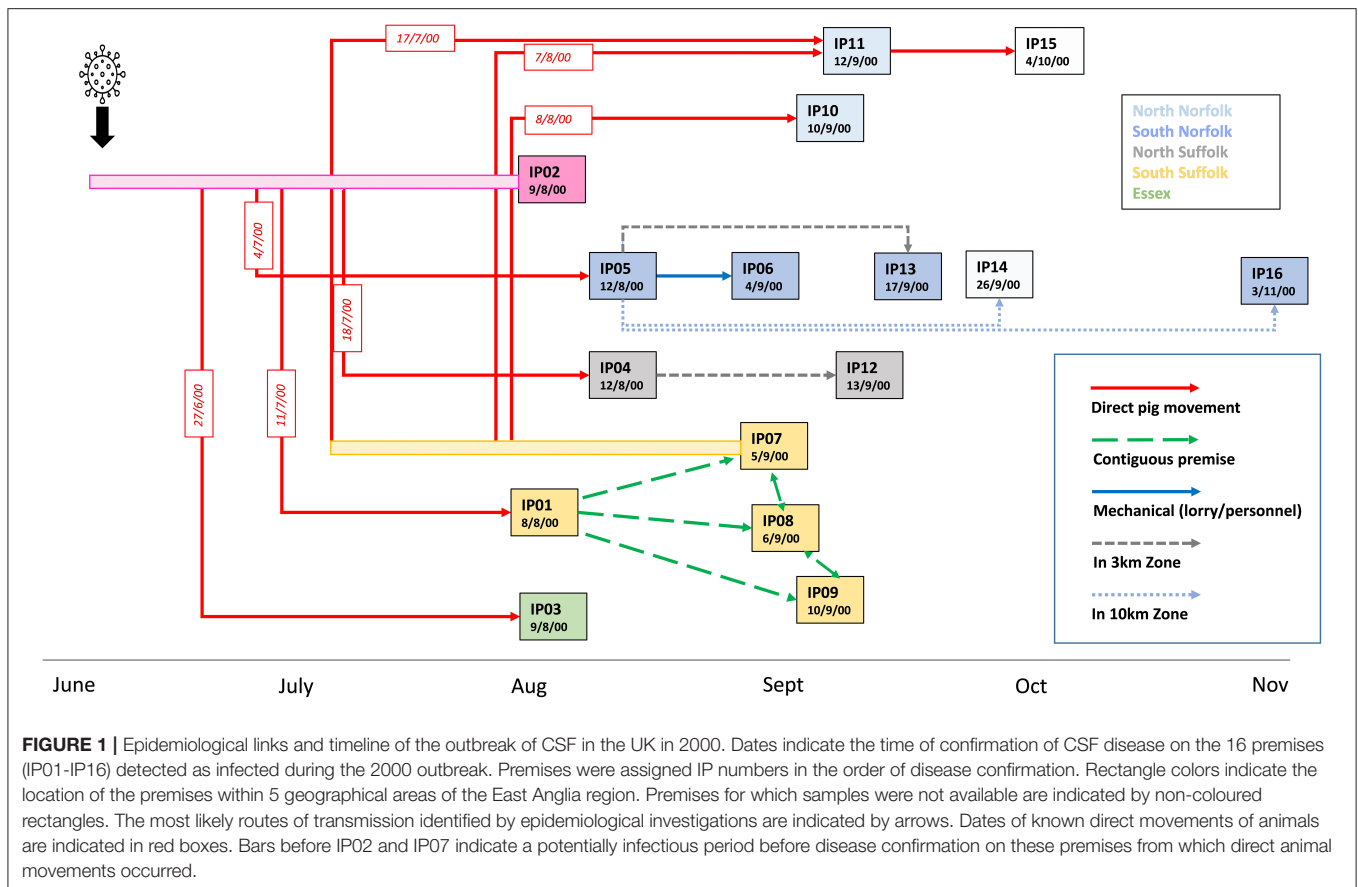 17/7/00
IP11
12/9/00
IP15
4/10/00
7/8/00
8/8/00
IP10
10/9/00
North Norfolk
South Norfolk
North Suffolk
South Suffolk
Essex
IP02
9/8/00
4/7/00
IP05
12/8/00
IP06
4/9/00
IP13
17/9/00
IP14
26/9/00
IP16
3/11/00
18/7/00
IP04
12/8/00
IP12
13/9/00
27/6/00
11/7/00
IP07
5/9/00
IP01
8/8/00
IP08
6/9/00
IP09
10/9/00
IP03
9/8/00
Direct pig movement
Contiguous premise
Mechanical (lorry/personnel)
In 3km Zone
In 10km Zone
June July Aug Sept Oct Nov
FIGURE 1 | Epidemiological links and timeline of the outbreak of CSF in the UK in 2000. Dates indicate the time of confirmation of CSF disease on the 16 premises
(IP01-IP16) detected as infected during the 2000 outbreak. Premises were assigned IP numbers in the order of disease confirmation. Rectangle colors indicate the
location of the premises within 5 geographical areas of the East Anglia region. Premises for which samples were not available are indicated by non-coloured
rectangles. The most likely routes of transmission identified by epidemiological investigations are indicated by arrows. Dates of known direct movements of animals
are indicated in red boxes. Bars before IP02 and IP07 indicate a potentially infectious period before disease confirmation on these premises from which direct animal
movements occurred.